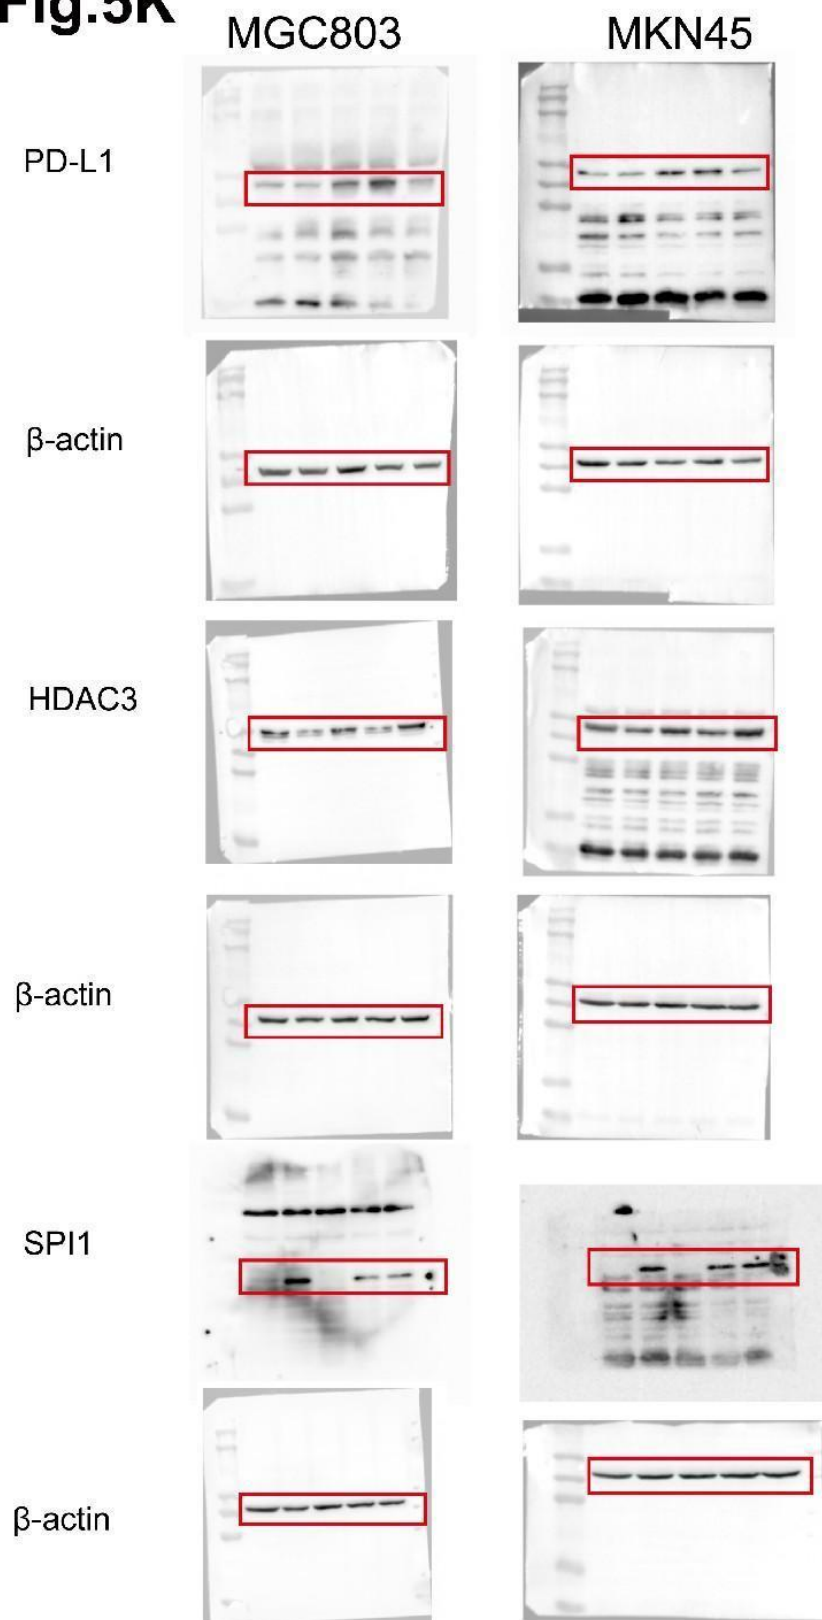 Fig.5K
MGC803 MKN45
PD-L1
β-actin
HDAC3
β-actin
SPI1
β-actin